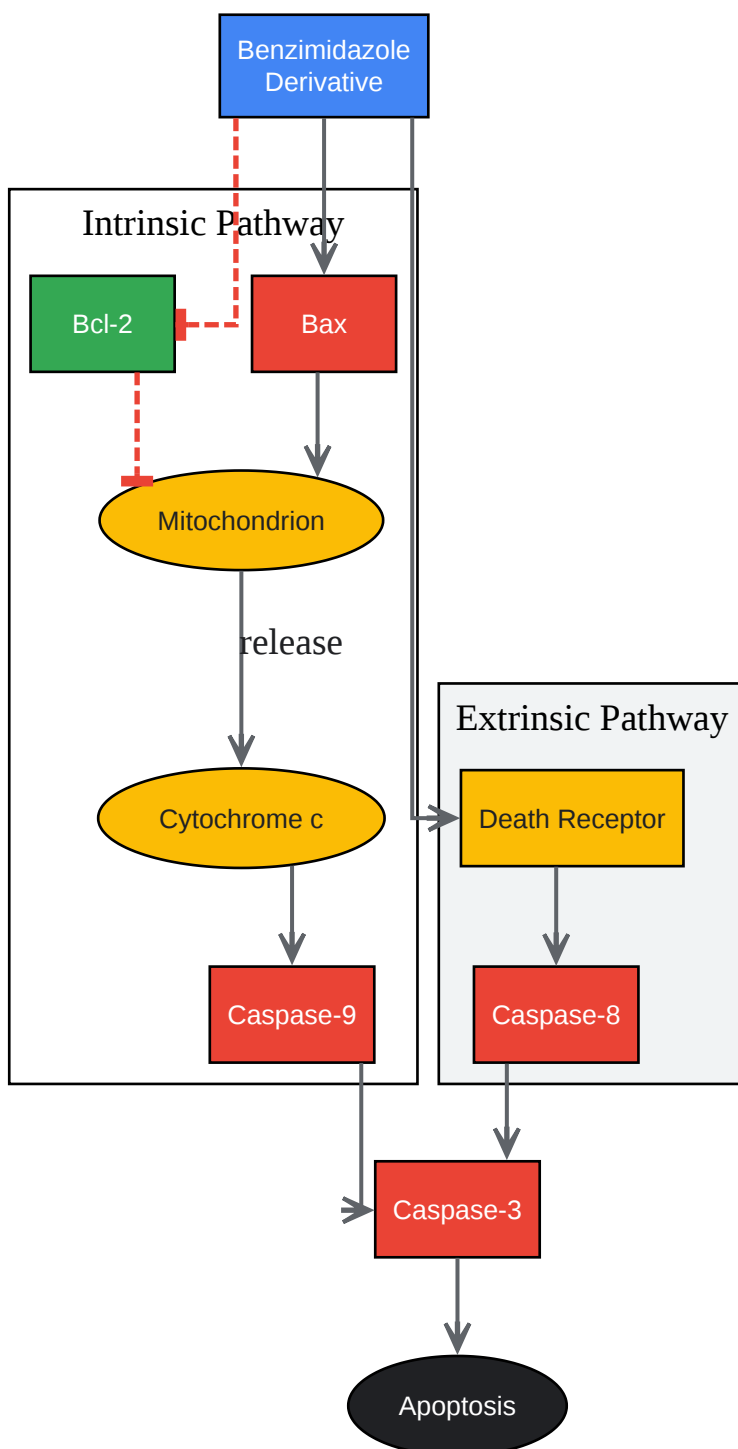 Benzimidazole
Derivative
Intrinsic Pathway
Bcl-2
Bax
Mitochondrion
release
Extrinsic Pathway
Cytochrome c
Death Receptor
Caspase-9
Caspase-8
Caspase-3
Apoptosis